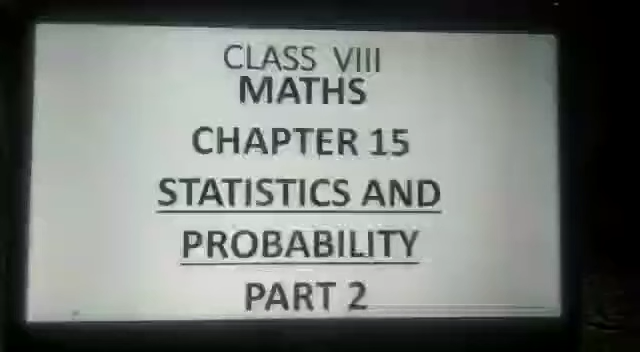 CLASS VIII
MATHS
CHAPTER 15
STATISTICS AND
PROBABILITY
PART 2